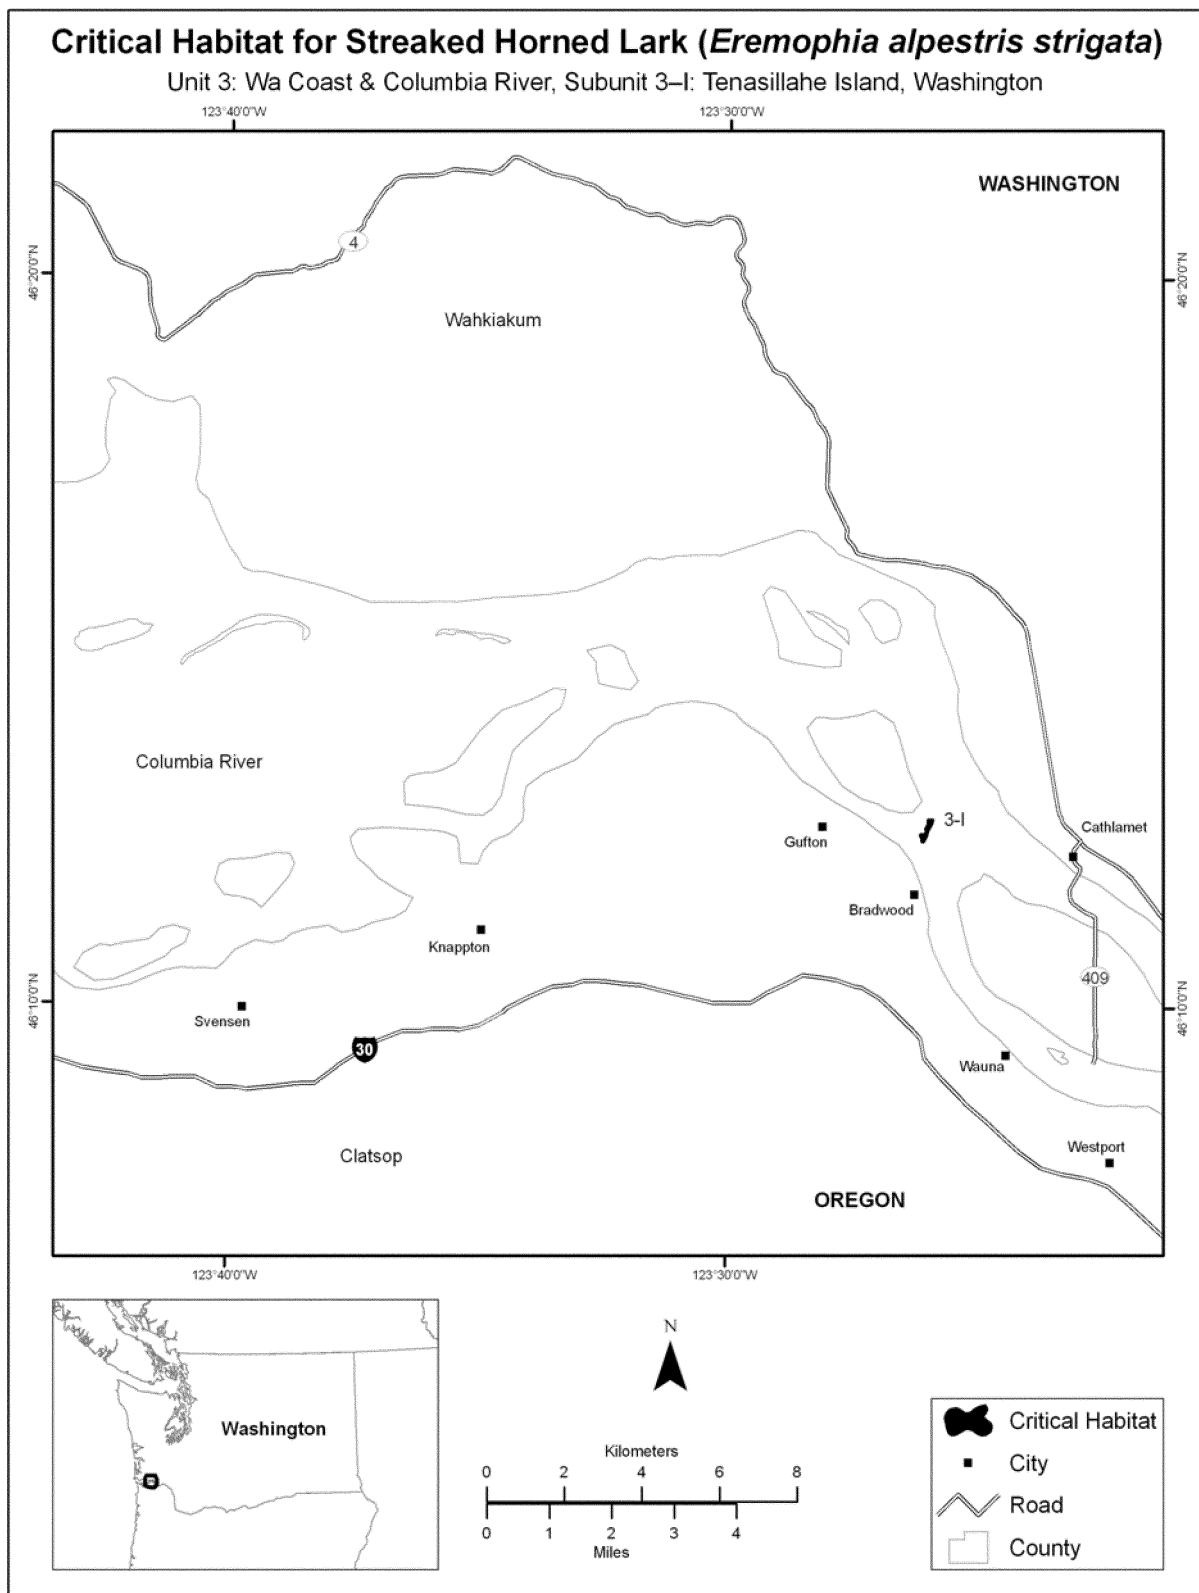 Critical Habitat for Streaked Horned Lark (Eremophia alpestris strigata)
Unit 3: Wa Coast & Columbia River, Subunit 3–I: Tenasillahe Island, Washington
123°40'0"W
123°30'0"W
WASHINGTON
4
46°20'0"N
46°20'0"N
Wahkiakum
Columbia River
3-I
Cathlamet
Gufton
Bradwood
Knappton
409
46°10'0"N
46°10'0"N
Svensen
30
Wauna
Clatsop
Westport
OREGON
123°40'0"W
123°30'0"W
N
Washington
Kilometers
0 2 4 6 8
0 1 2 3 4
Miles
Critical Habitat
City
Road
County